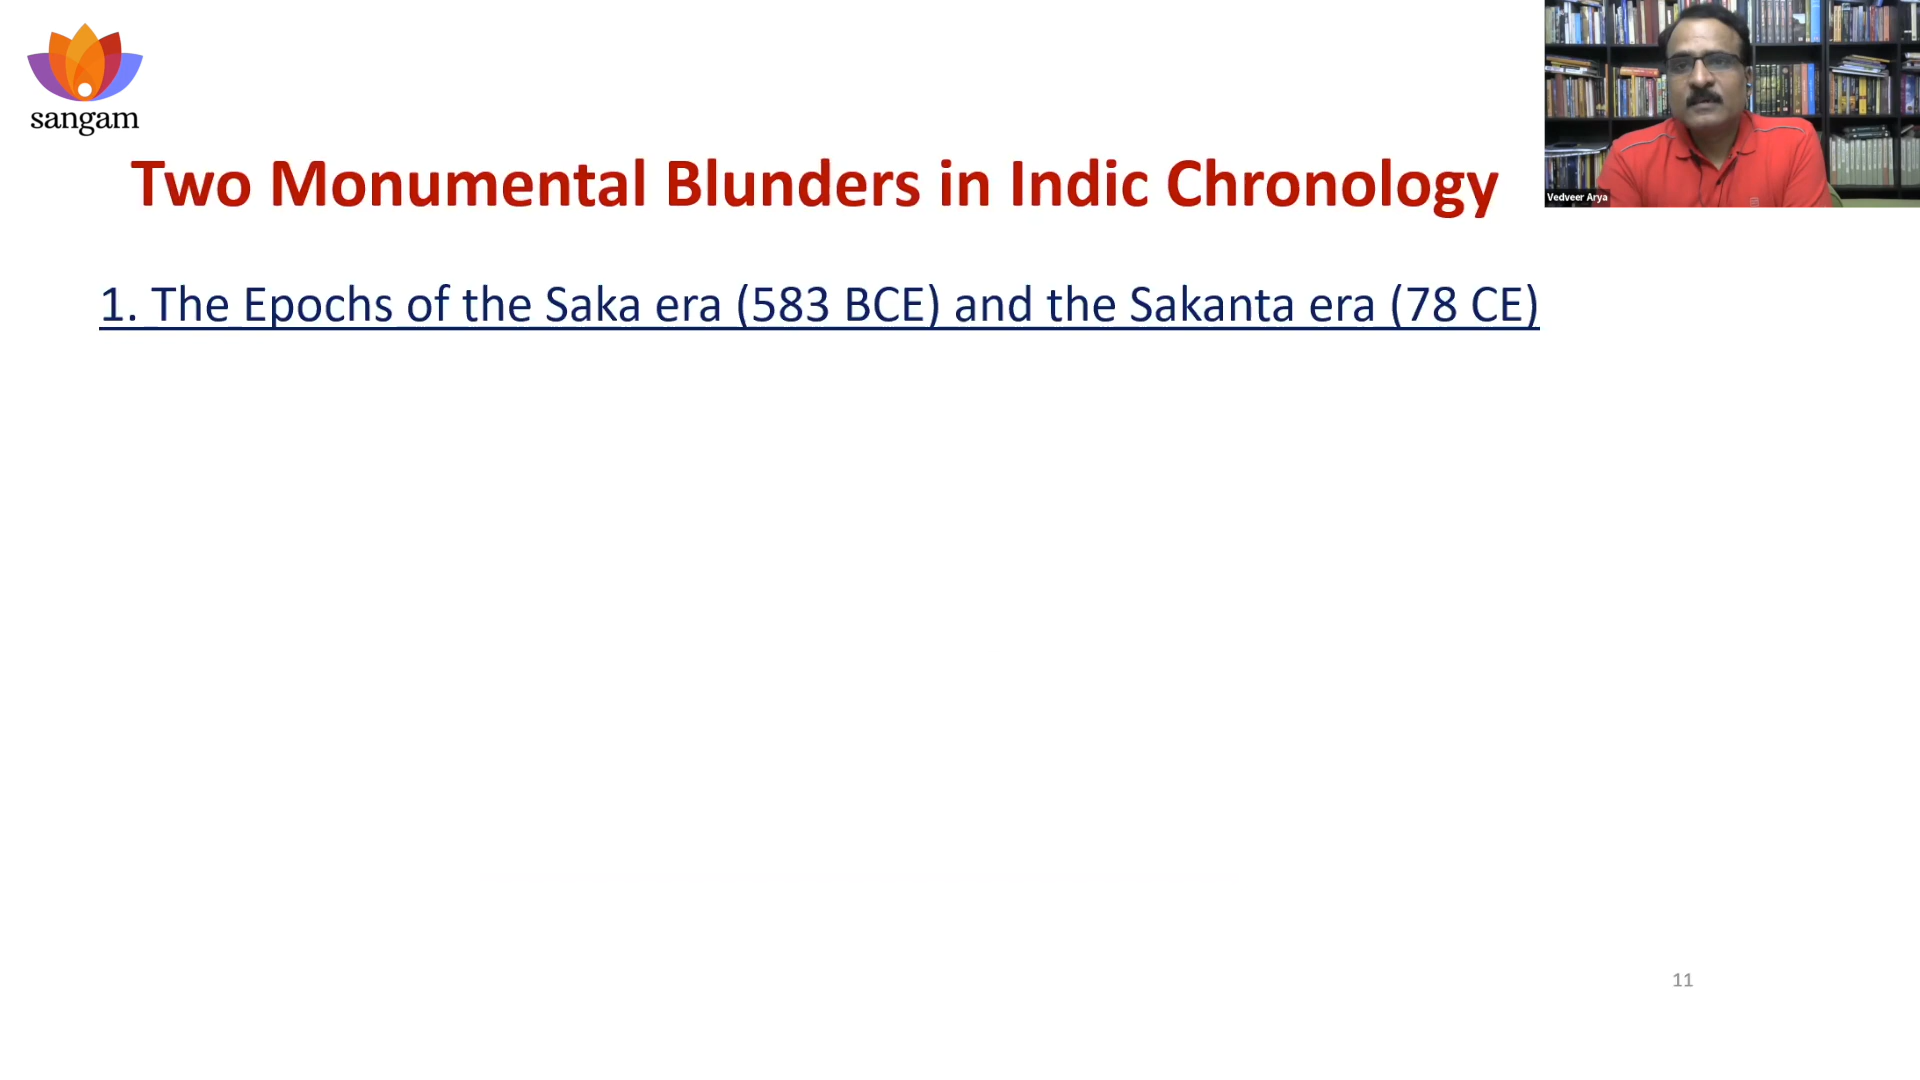 sangam
Two Monumental Blunders in Indic Chronology
Vedveer Arya
1. The Epochs of the Saka era (583 BCE) and the Sakanta era (78 CE)
11